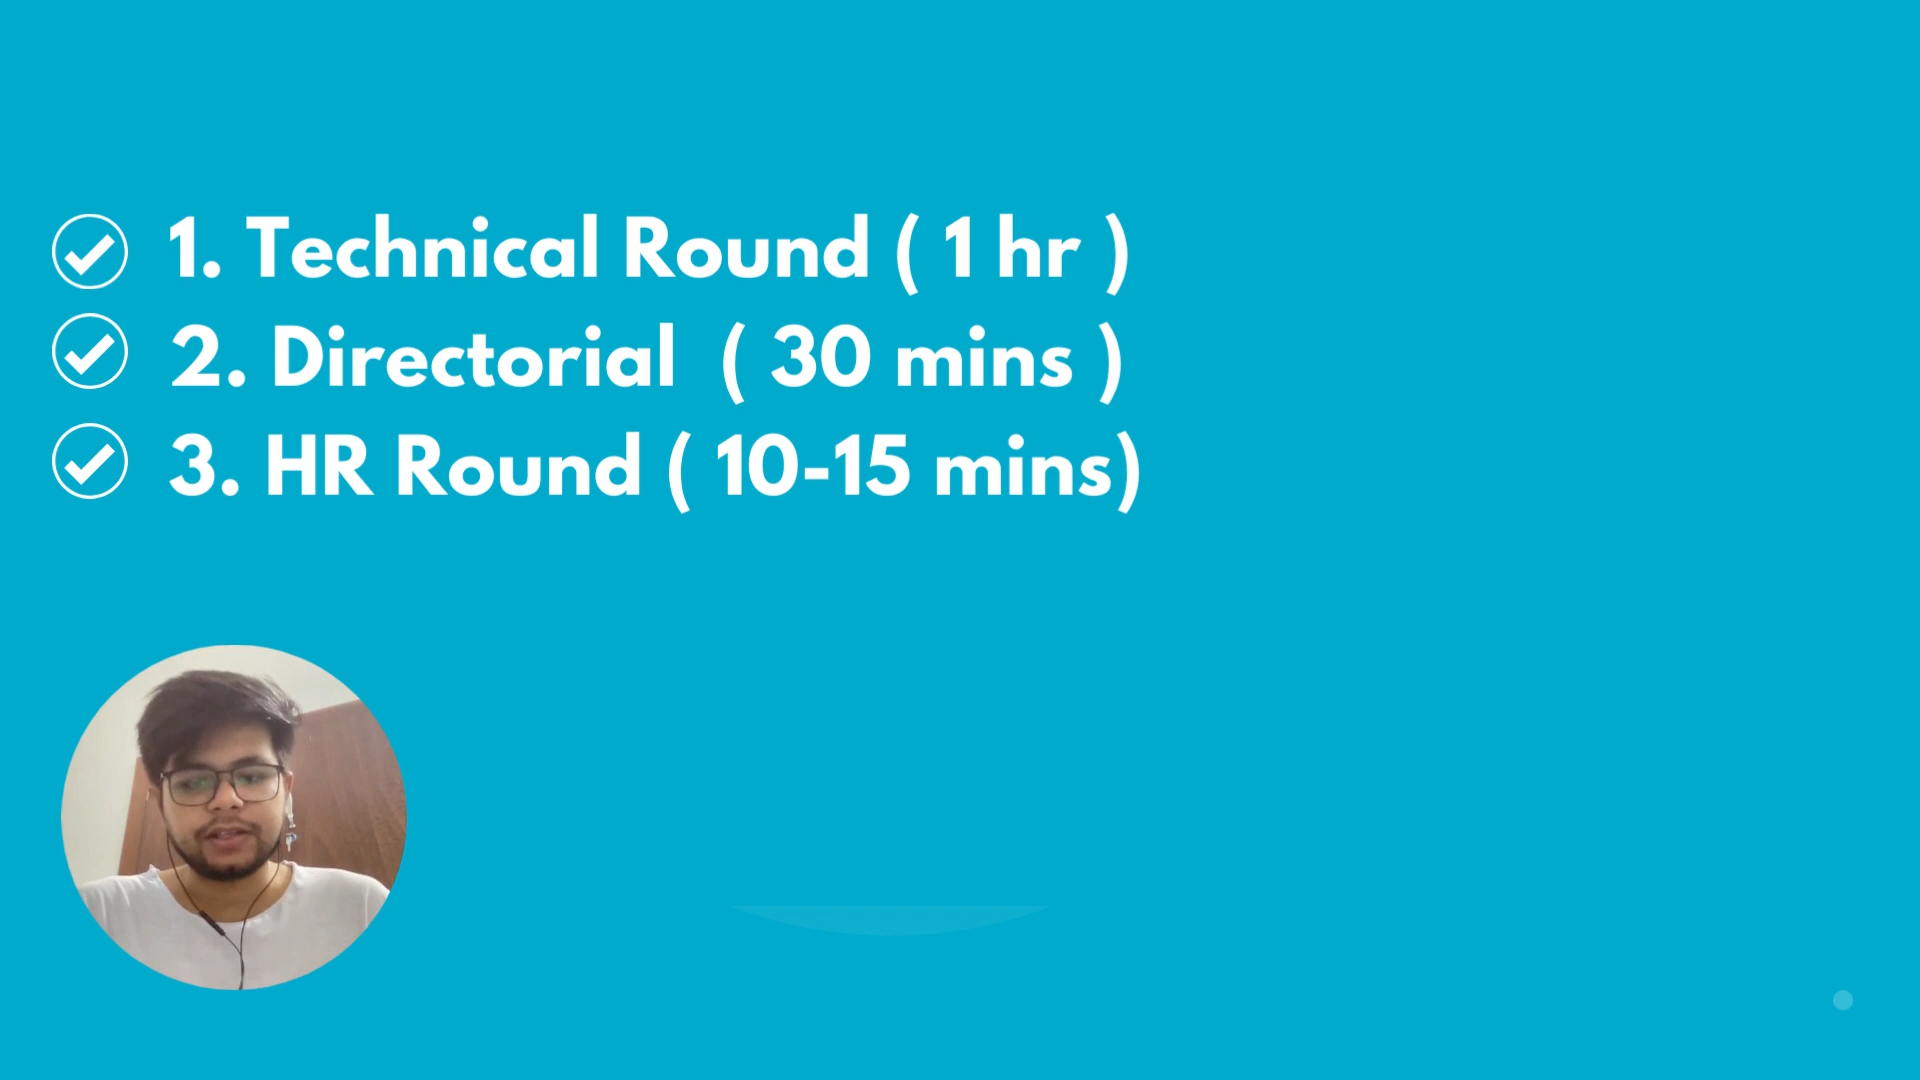 1. Technical Round ( 1 hr )
2. Directorial ( 30 mins )
3. HR Round ( 10-15 mins)